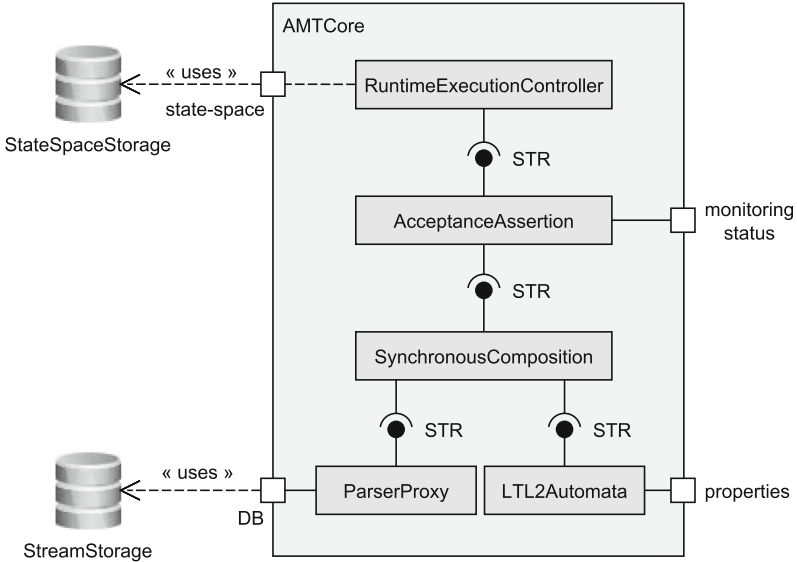 AMTCore
« uses »
RuntimeExecutionController
state-space
StateSpaceStorage
STR
AcceptanceAssertion
monitoring
status
STR
SynchronousComposition
STR
STR
« uses »
ParserProxy
LTL2Automata
properties
DB
StreamStorage